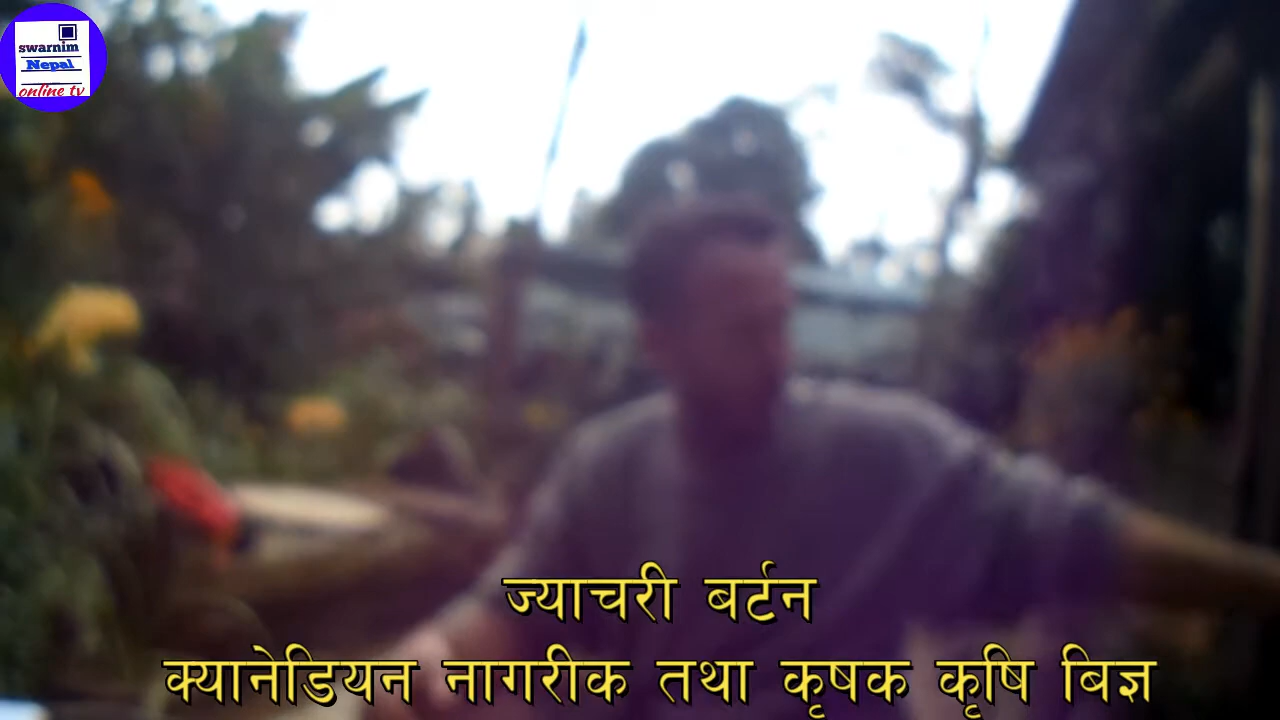 swarnim
Nepal
online tv
ज्याचरी बर्टन
क्यानेडियन नागरीक तथा कृषक कृषि बिज्ञ